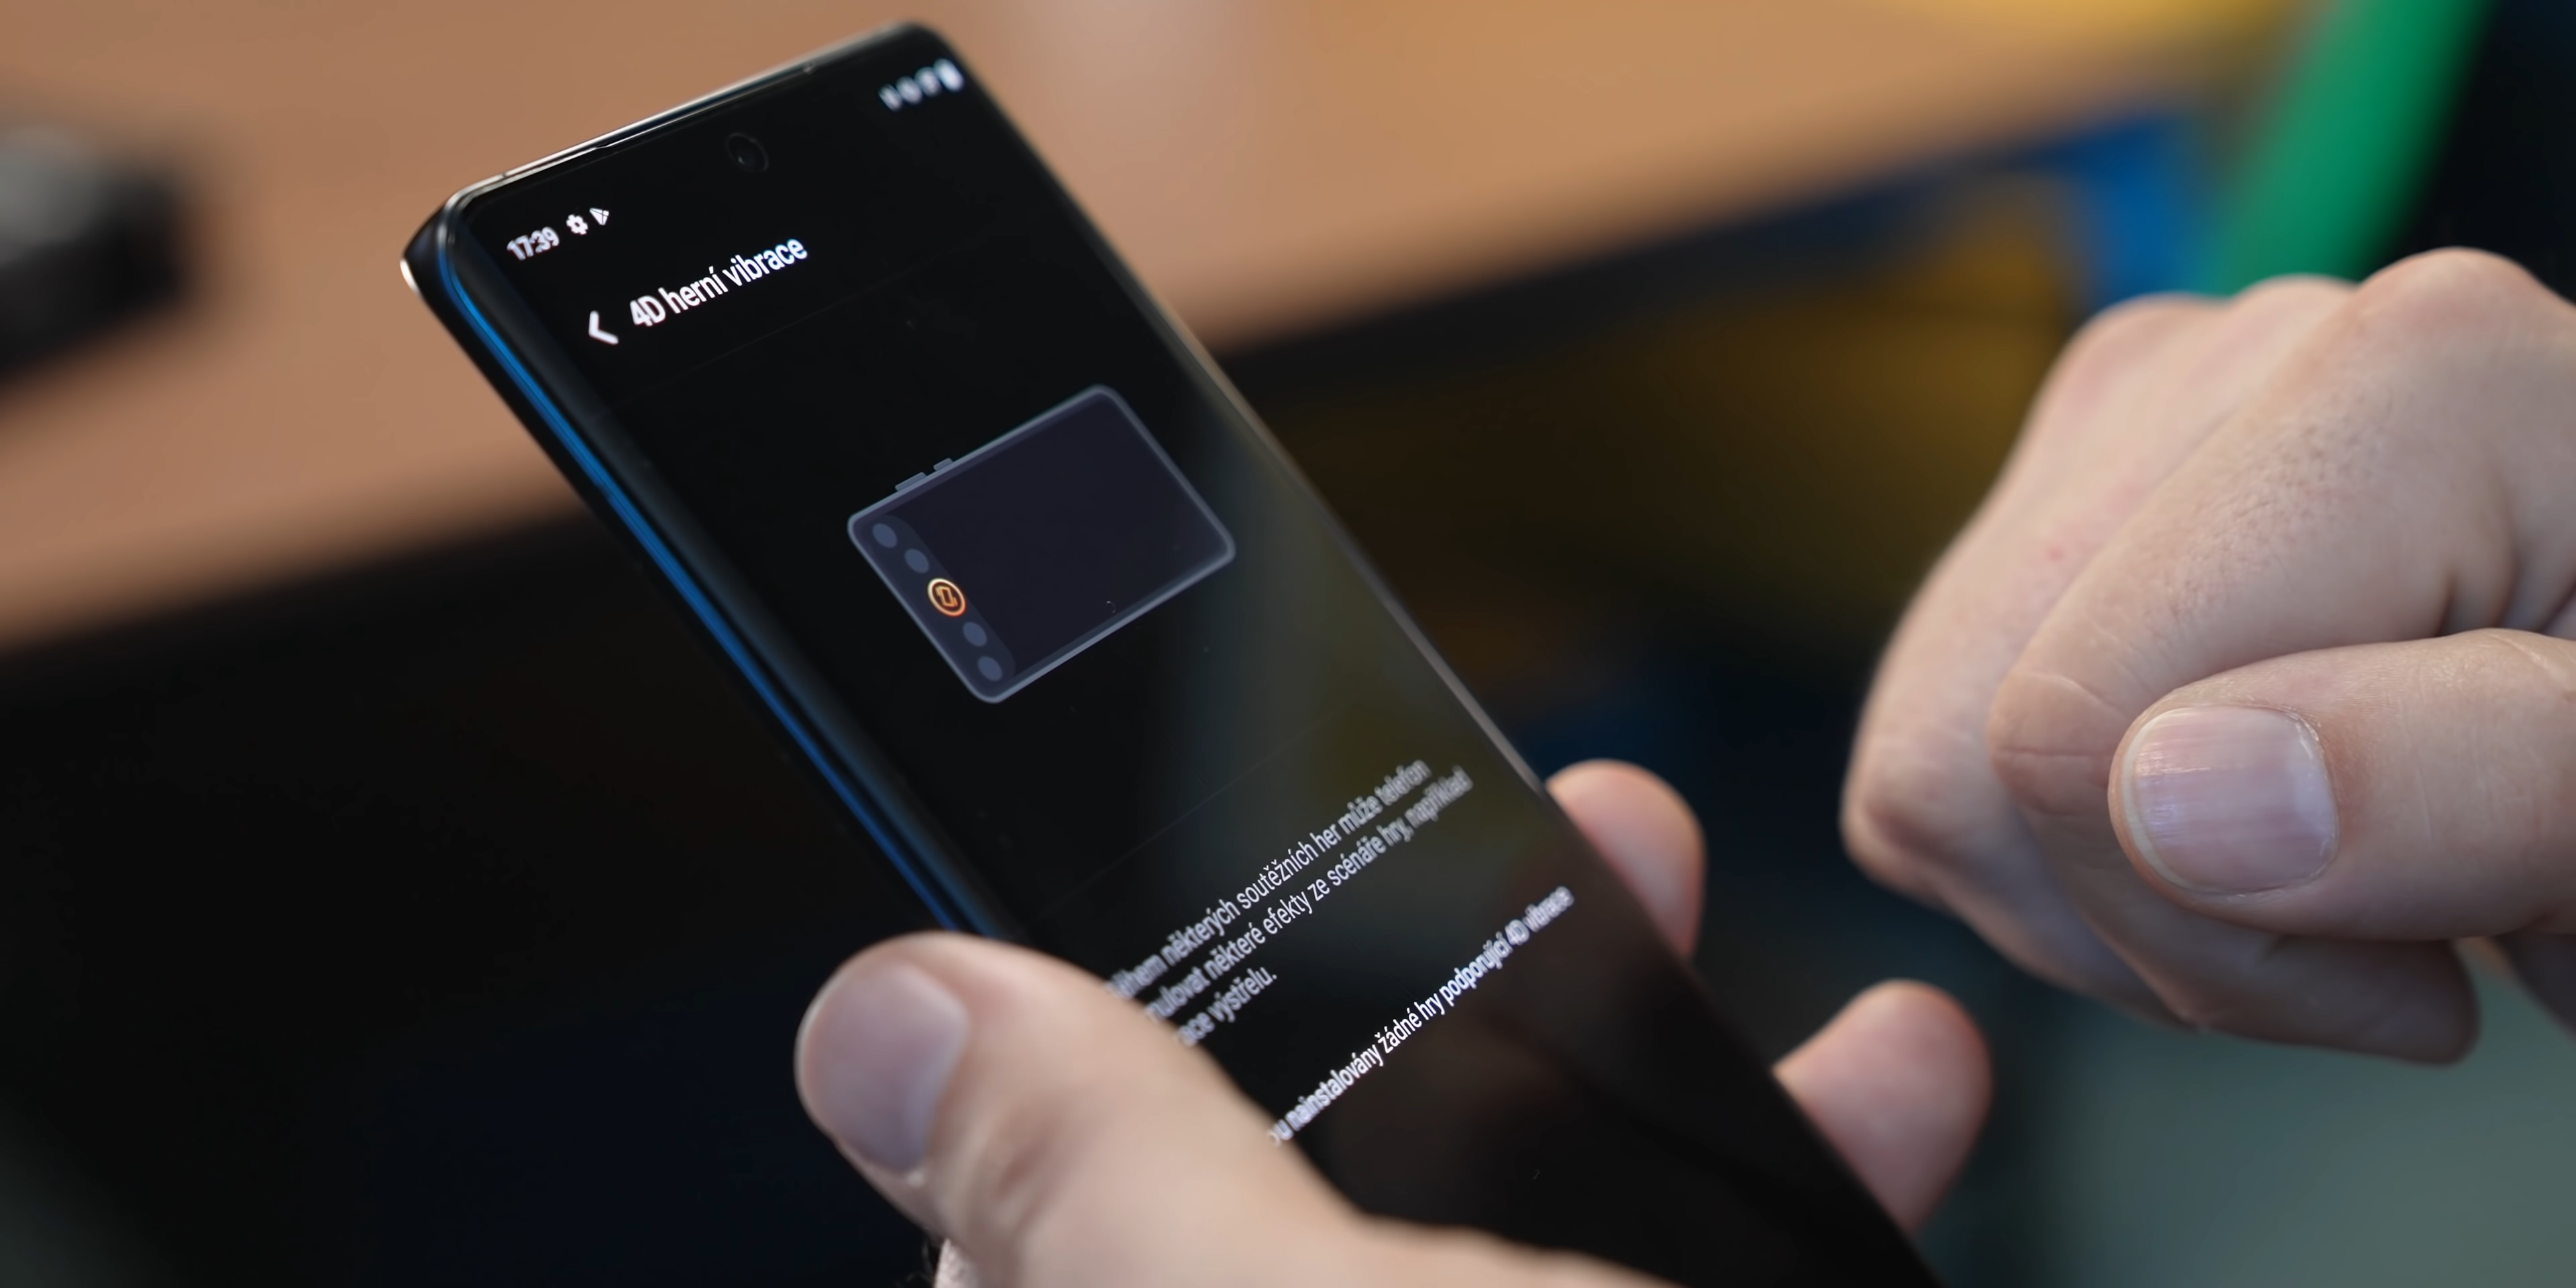 17:39
4D herní vibrace
některých soutěžních her může telefon
některé efekty ze scénáře hry, například
výstřelu.
nainstalovány žádné hry podporující 4D vibrace